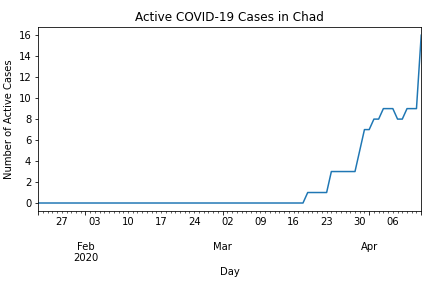 Active COVID-19 Cases in Chad
Number of Active Cases
16
14
12
10
8
6
4
2
0
27 03 10 17 24 02 09 16 23 30 06
Feb Mar Apr
2020
Day